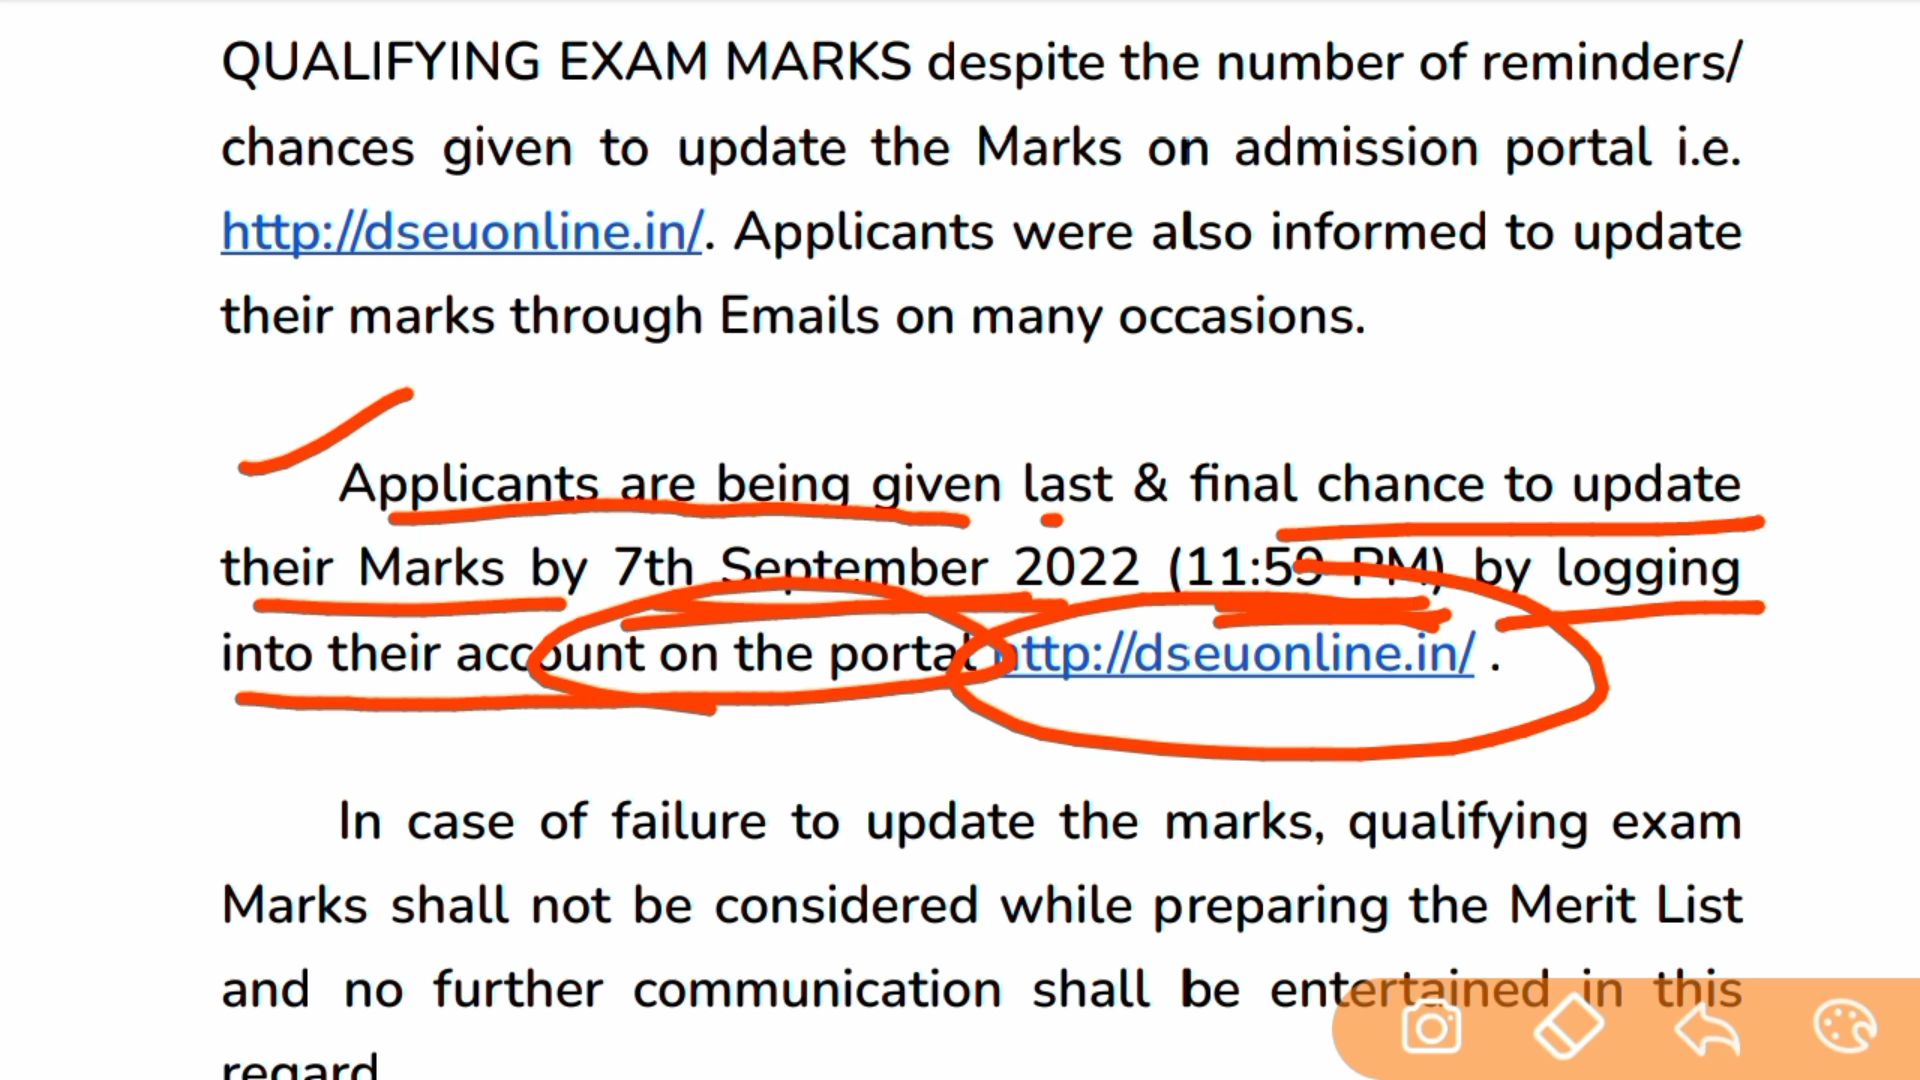 QUALIFYING EXAM MARKS despite the number of reminders/
chances given to update the Marks on admission portal i.e.
http://dseuonline.in/. Applicants were also informed to update
their marks through Emails on many occasions.
Applicants are being given last & final chance to update
their Marks by 7th September 2022 (11:59 PM) by logging
into their account on the portal http://dseuonline.in/ .
In case of failure to update the marks, qualifying exam
Marks shall not be considered while preparing the Merit List
and no further communication shall be entertained in this
regard